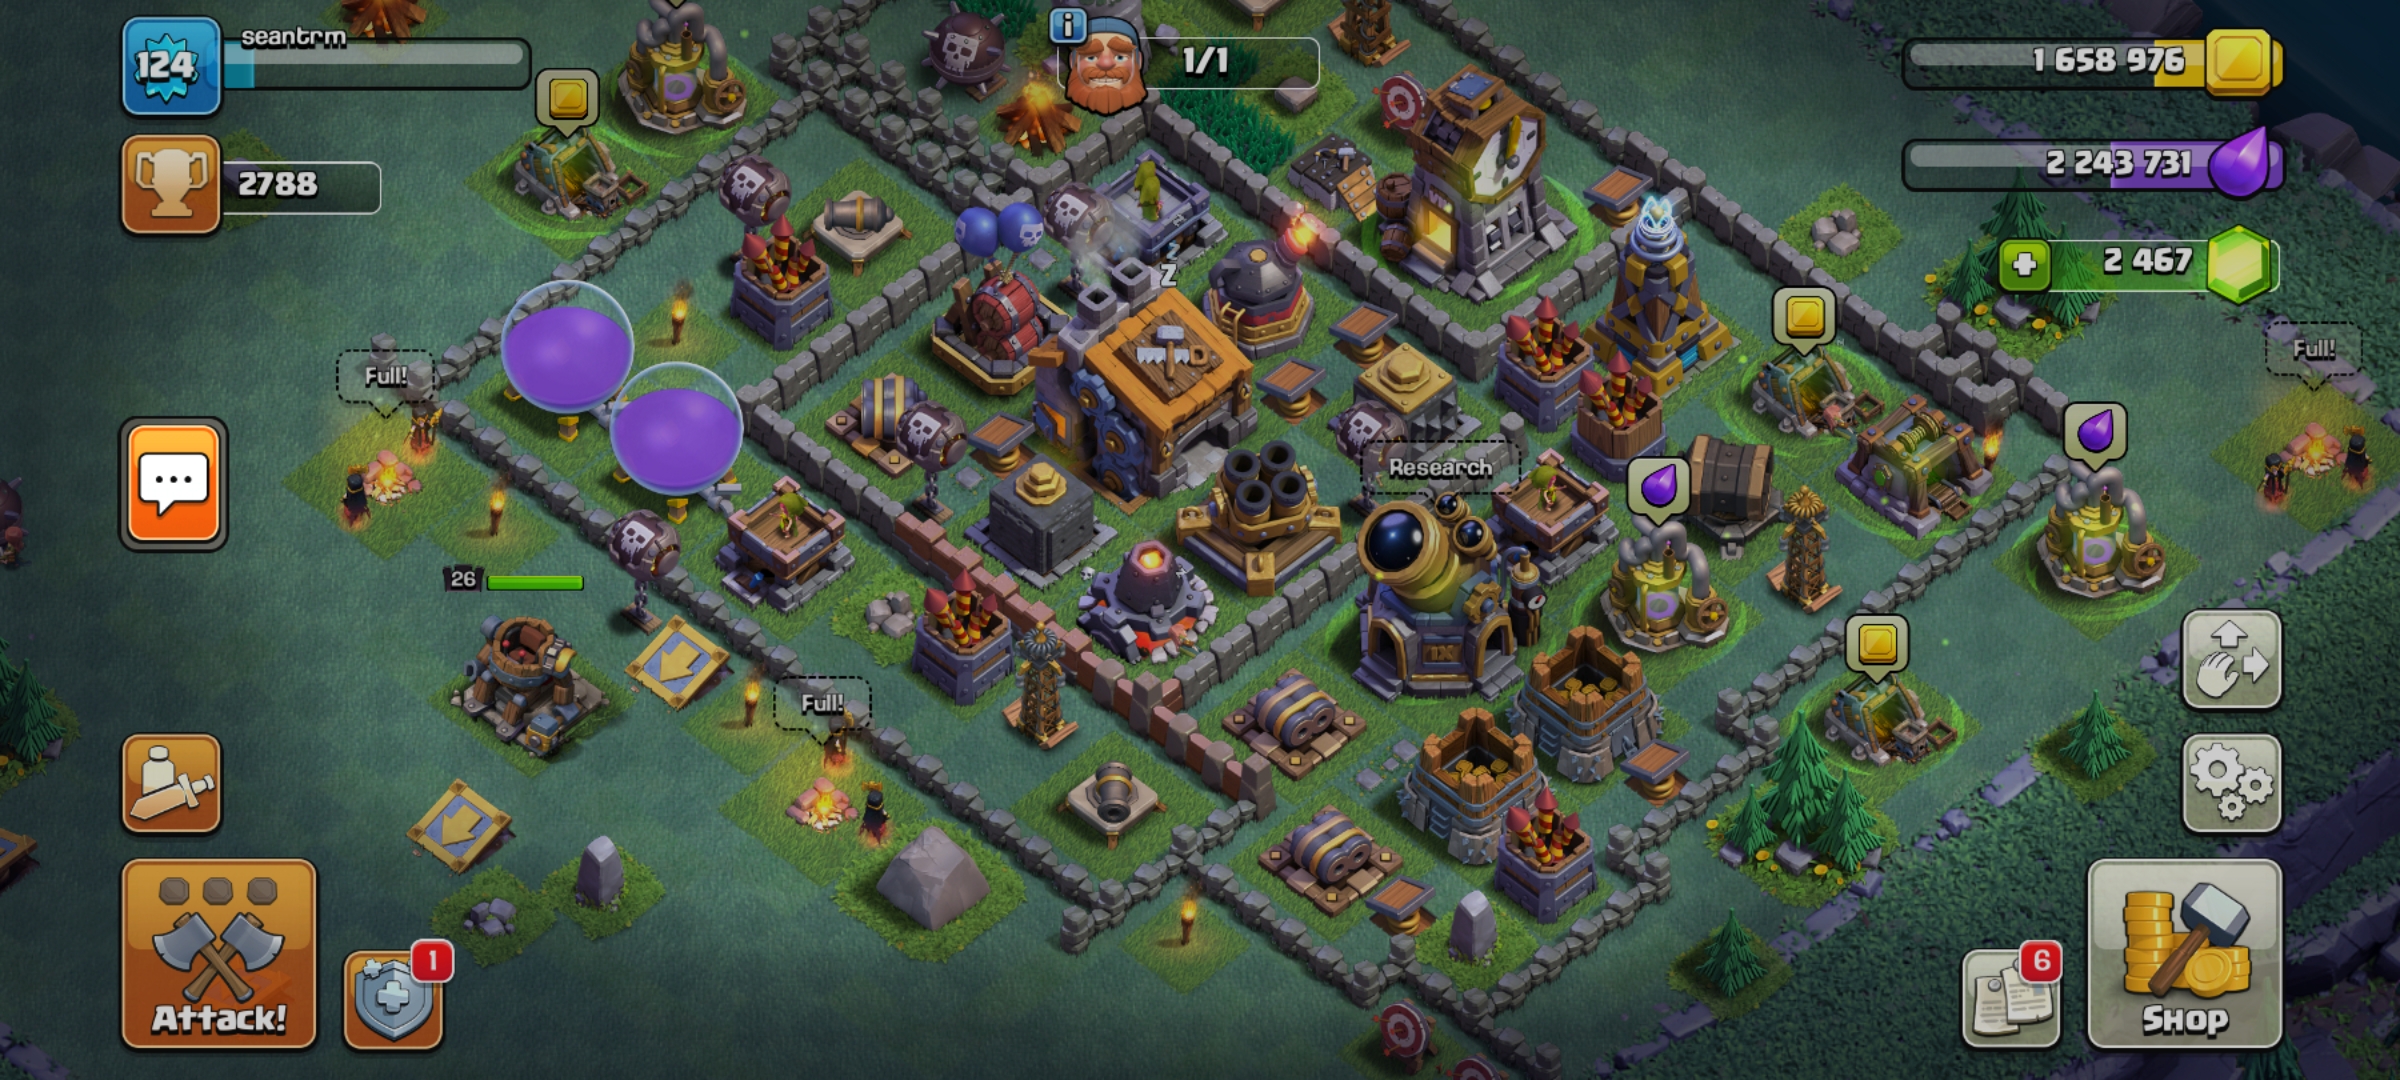 124
seantrm
i
1/1
1 658 976
2788
2 243 731
2 467
Full!
Full!
Research
26
Full!
1X
1
6
Attack!
Shop